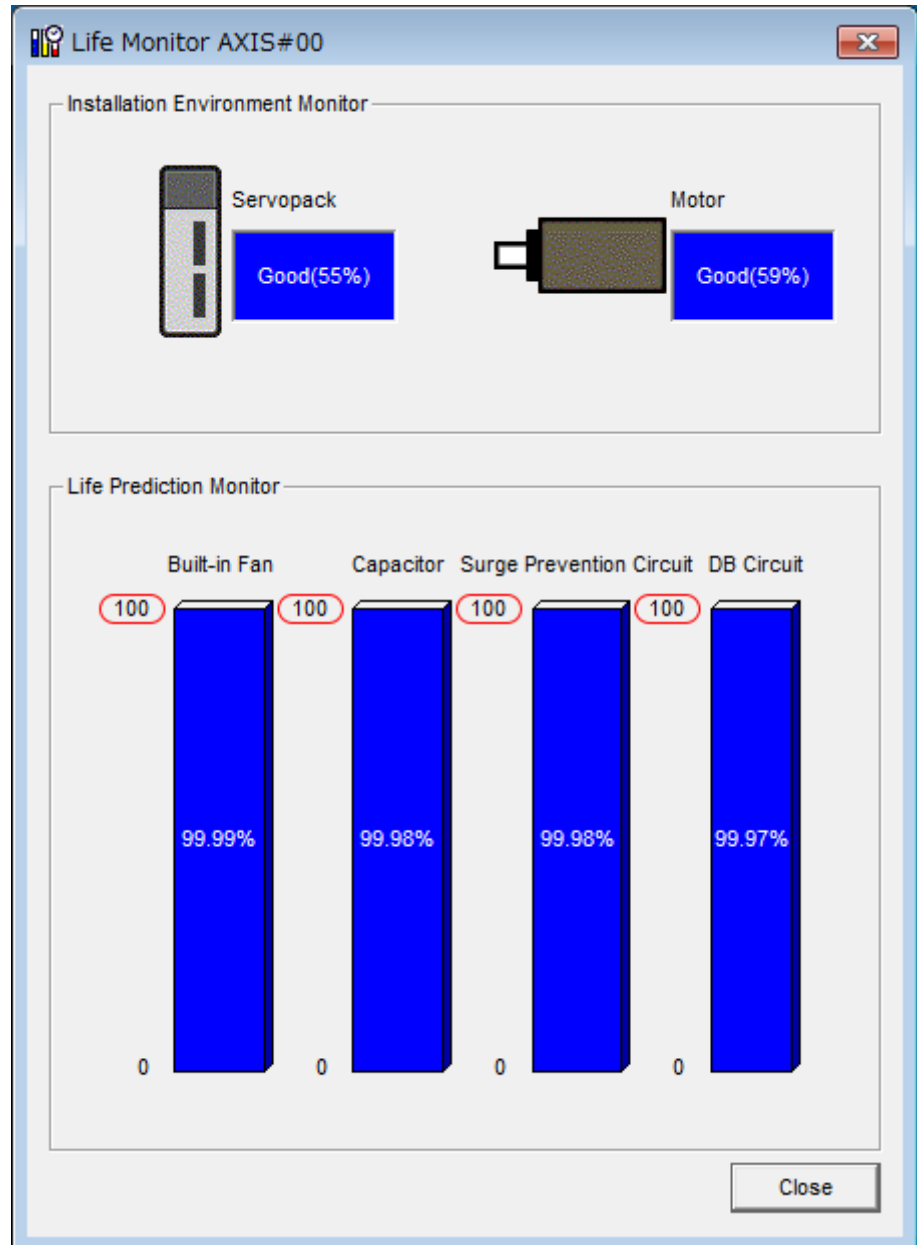 Life Monitor AXIS#00
Installation Environment Monitor
Servopack
Motor
Good(55%)
Good(59%)
Life Prediction Monitor
Built-in Fan
Capacitor
Surge Prevention Circuit
DB Circuit
100
100
100
100
99.99%
99.98%
99.98%
99.97%
0
0
0
0
Close